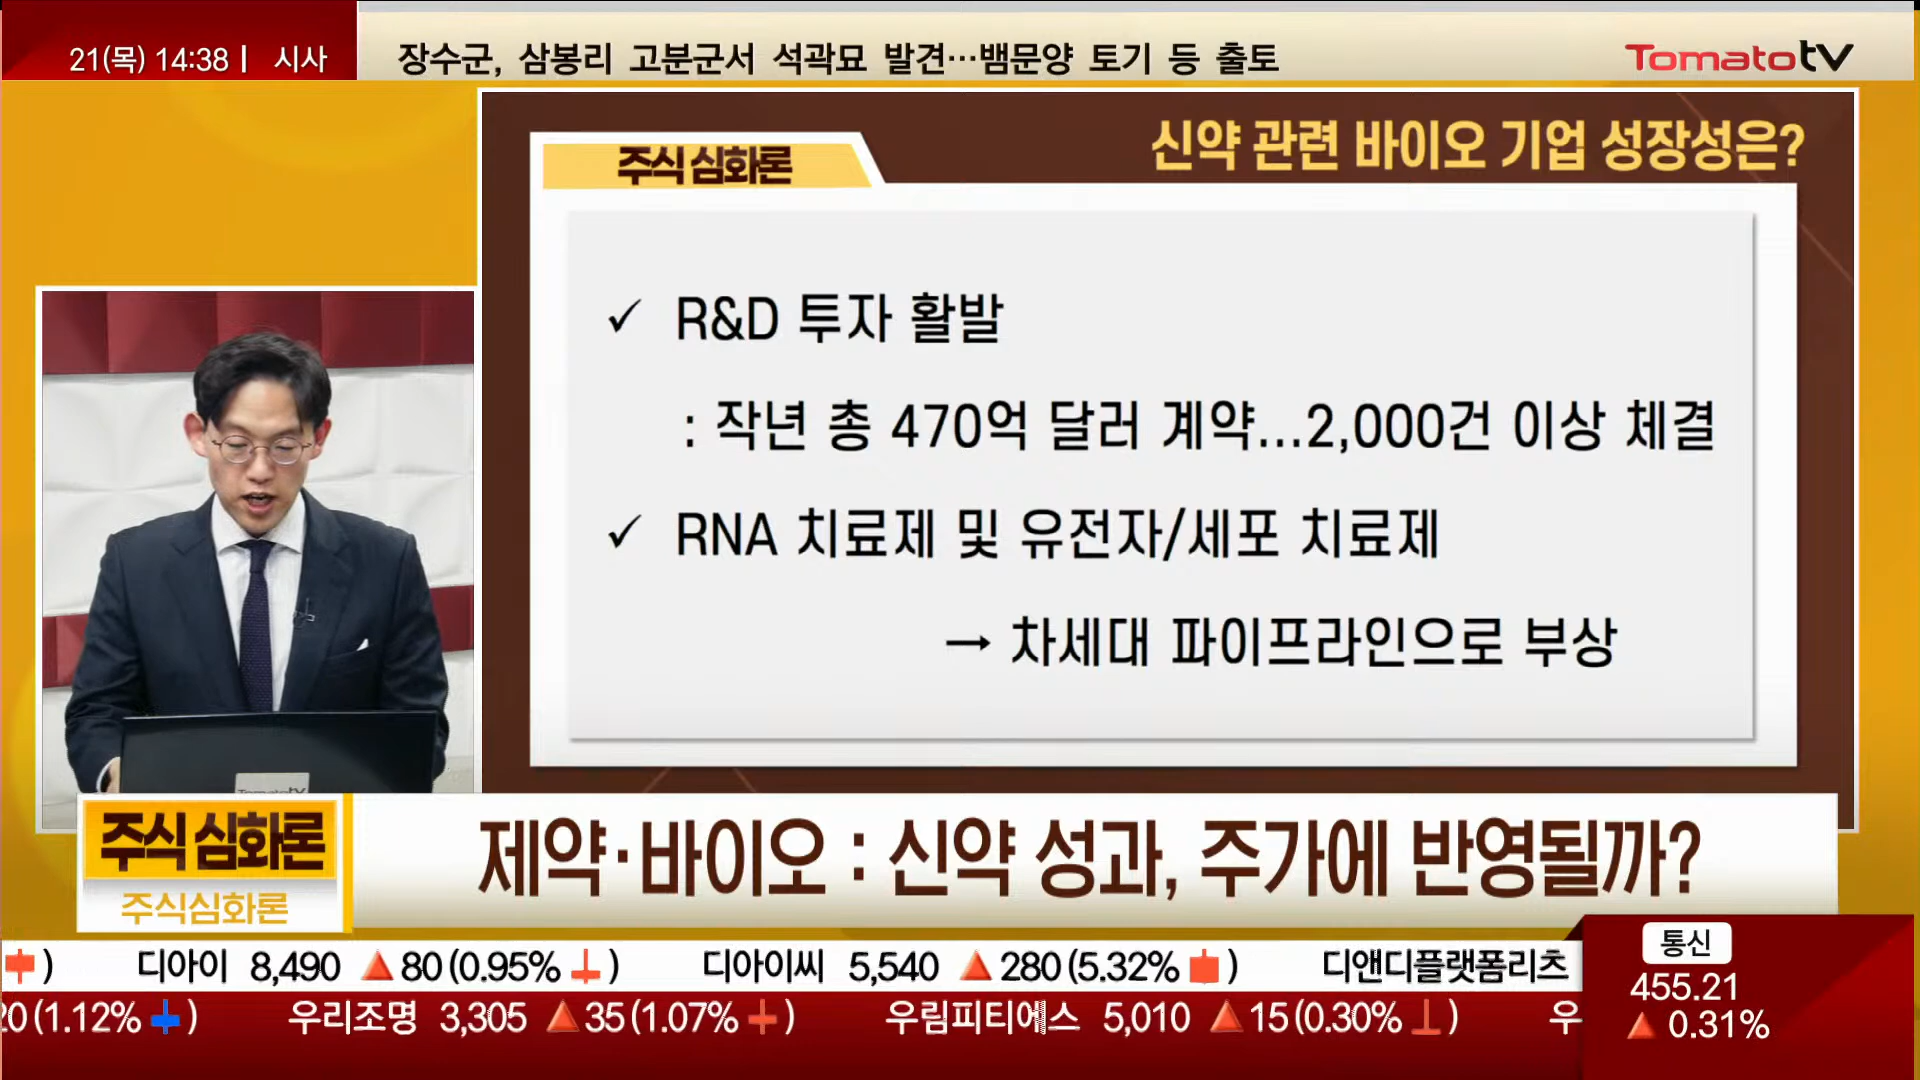 21(목) 14:38 시사
장수군, 삼봉리 고분군서 석곽묘 발견…뱀문양 토기 등 출토
Tomato tV
신약 관련 바이오 기업 성장성은?
주식 심화론
✓ R&D 투자 활발
: 작년 총 470억 달러 계약...2,000건 이상 체결
✓ RNA 치료제 및 유전자/세포 치료제
→ 차세대 파이프라인으로 부상
Tomato tV
주식 심화론
주식심화론
제약·바이오 : 신약 성과, 주가에 반영될까?
) 디아이 8,490 ▲80(0.95% ) 디아이씨 5,540 ▲280(5.32% ) 디앤디플랫폼리츠
20(1.12% ) 우리조명 3,305 ▲35(1.07% ) 우림피티에스 5,010 ▲15(0.30% ) 우
통신
455.21
▲ 0.31%